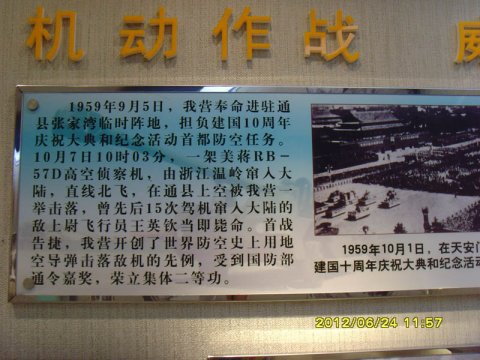 机动作战
1959年9月5日，我营奉命进驻通
县张家湾临时阵地，担负建国10周年
庆祝大典和纪念活动首都防空任务。
10月7日10时03分，一架美蒋RB－
57D高空侦察机，由浙江温岭窜入大
陆，直线北飞，在通县上空被我营一
举击落，曾先后15次驾机窜入大陆的
敌上尉飞行员王英钦当即毙命。首战
告捷，我营开创了世界防空史上用地
空导弹击落敌机的先例，受到国防部
通令嘉奖，荣立集体二等功。
1959年10月1日，在天安门
建国十周年庆祝大典和纪念活动
2012/06/24 11:57